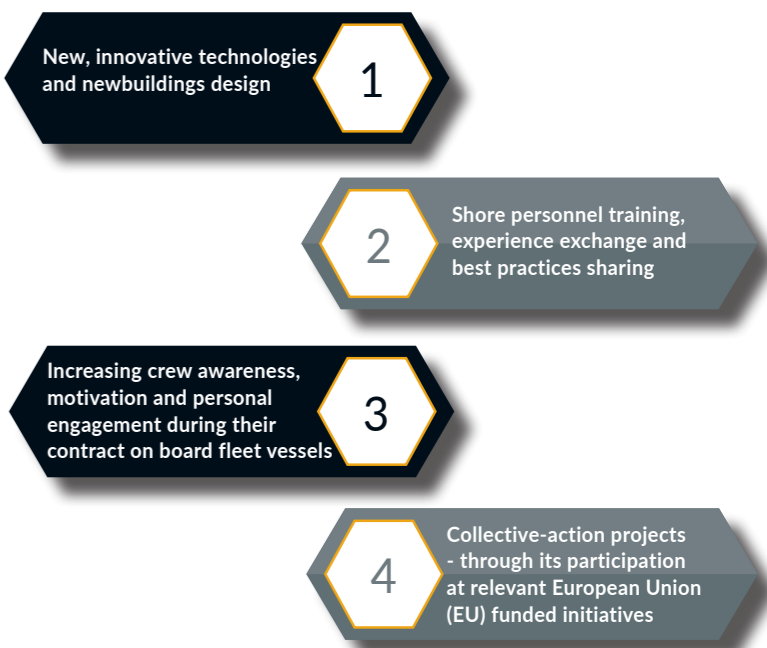 New, innovative technologies
and newbuildings design
1
2
Shore personnel training,
experience exchange and
best practices sharing
Increasing crew awareness,
motivation and personal
engagement during their
contract on board fleet vessels
3
4
Collective-action projects
- through its participation
at relevant European Union
(EU) funded initiatives